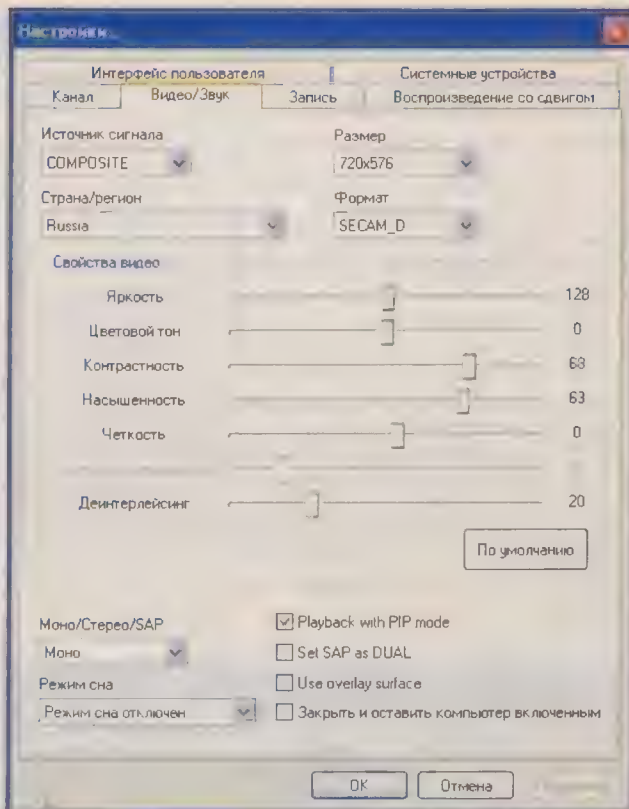 Настройки...
Интерфейс пользователя
Системные устройства
Канал
Видео/Звук
Запись
Воспроизведение со сдвигом
Источник сигнала
Размер
COMPOSITE
720x576
Страна/регион
Формат
Russia
SECAM_D
Свойства видео
Яркость 128
Цветовой тон 0
Контрастность 68
Насыщенность 63
Четкость 0
Деинтерлейсинг 20
По умолчанию
Моно/Стерео/SAP
Playback with PIP mode
Моно
Set SAP as DUAL
Режим сна
Use overlay surface
Режим сна отключен
Закрыть и оставить компьютер включенным
OK
Отмена